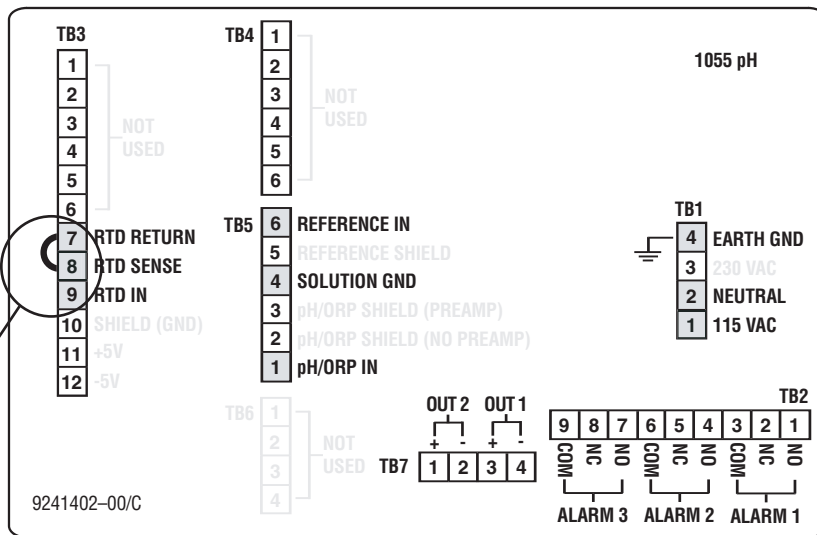 TB3
1
2
3
4
5
6
NOT
USED
7 RTD RETURN
8 RTD SENSE
9 RTD IN
10 SHIELD (GND)
11 +5V
12 -5V
TB4
1
2
3
4
5
6
NOT
USED
1055 pH
TB5
6 REFERENCE IN
5 REFERENCE SHIELD
4 SOLUTION GND
3 pH/ORP SHIELD (PREAMP)
2 pH/ORP SHIELD (NO PREAMP)
1 pH/ORP IN
TB1
4 EARTH GND
3 230 VAC
2 NEUTRAL
1 115 VAC
TB6
1
2
3
4
NOT
USED
OUT 2 OUT 1
+ - + -
TB7 1 2 3 4
TB2
9 8 7 6 5 4 3 2 1
COM NC NO COM NC NO COM NC NO
ALARM 3 ALARM 2 ALARM 1
9241402–00/C